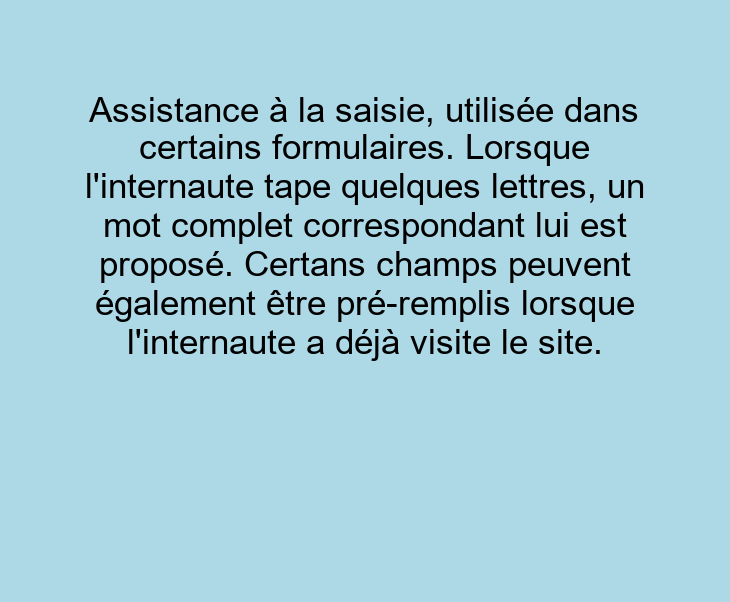 Assistance à la saisie, utilisée dans
certains formulaires. Lorsque
l'internaute tape quelques lettres, un
mot complet correspondant lui est
proposé. Certans champs peuvent
également être pré-remplis lorsque
l'internaute a déjà visite le site.